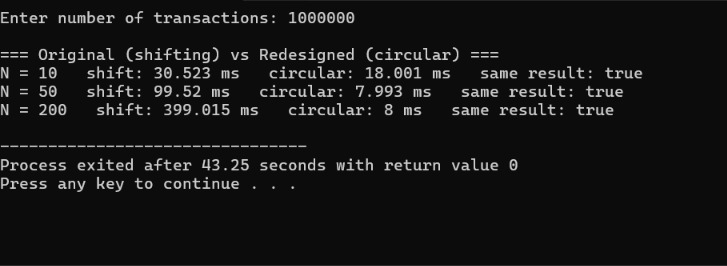 Enter number of transactions: 1000000
=== Original (shifting) vs Redesigned (circular) ===
N = 10   shift: 30.523 ms   circular: 18.001 ms   same result: true
N = 50   shift: 99.52 ms   circular: 7.993 ms   same result: true
N = 200   shift: 399.015 ms   circular: 8 ms   same result: true
--------------------------------
Process exited after 43.25 seconds with return value 0
Press any key to continue . . .